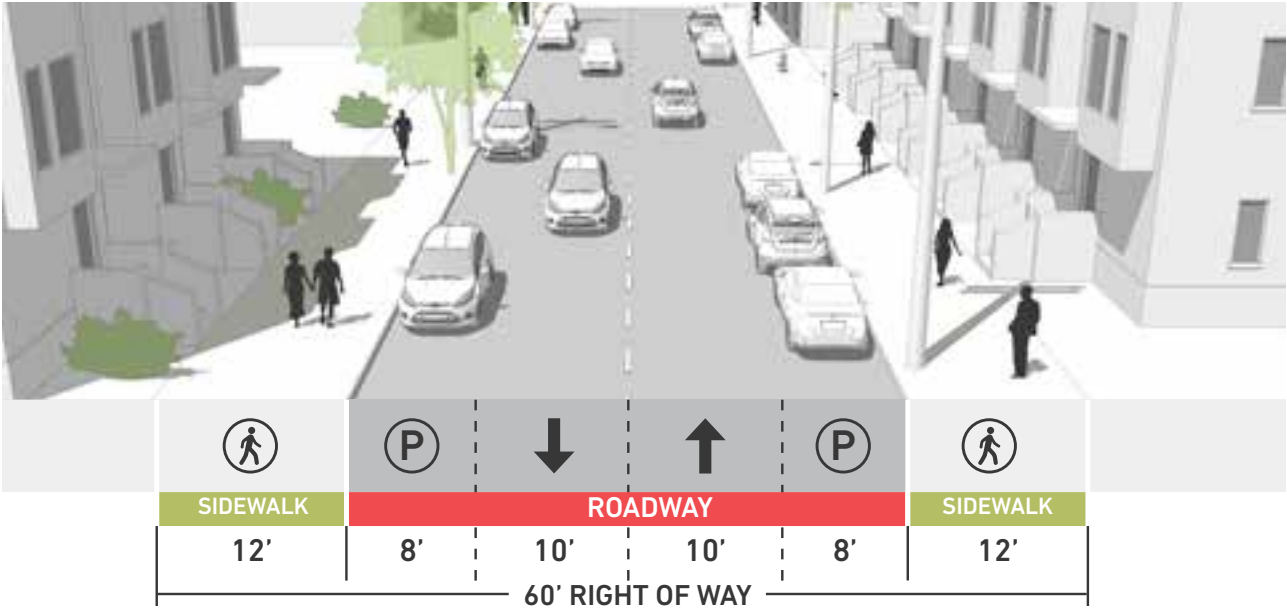 P P
SIDEWALK ROADWAY SIDEWALK
12’ 8’ 10’ 10’ 8’ 12’
60’ RIGHT OF WAY